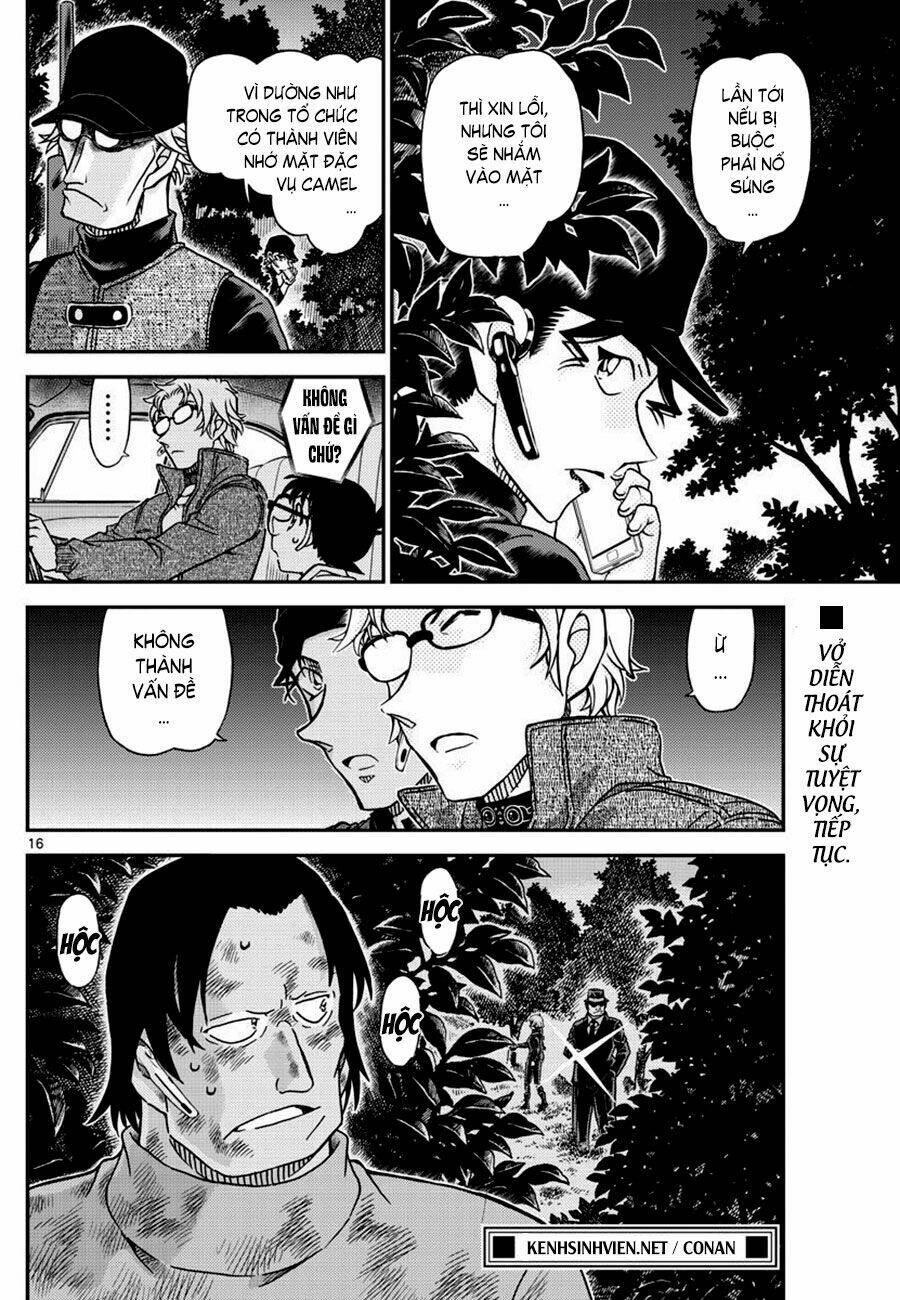 LẦN TỚI
NẾU BỊ
BUỘC
PHẢI NỔ
SÚNG
...
THÌ XIN LỖI,
NHƯNG TÔI
SẼ NHẮM
VÀO MẶT
...
VÌ DƯỜNG NHƯ
TRONG TỔ CHỨC
CÓ THÀNH VIÊN
NHỚ MẶT ĐẶC
VỤ CAMEL
...
KHÔNG
VẤN ĐỀ GÌ
CHỨ?
......
Ừ
...
KHÔNG
THÀNH
VẤN ĐỀ
...
VỞ
DIỄN
THOÁT
KHỎI
SỰ
TUYỆT
VỌNG,
TIẾP
TỤC.
16
HỘC
HỘC
HỘC
KENHSINHVIEN.NET / CONAN